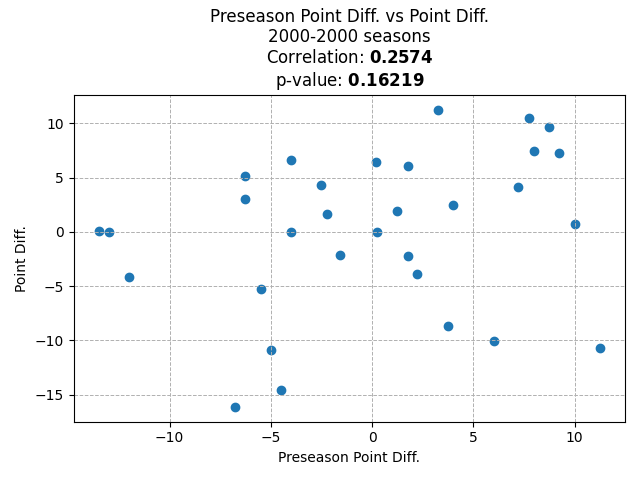 Preseason Point Diff. vs Point Diff.
2000-2000 seasons
Correlation: 0.2574
p-value: 0.16219
10
5
0
−5
−10
−15
Point Diff.
−10 −5 0 5 10
Preseason Point Diff.